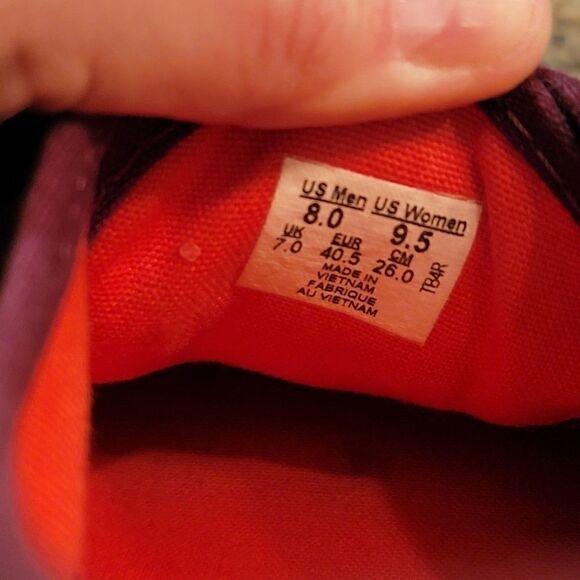 US Men US Women
8.0 9.5
UK EUR CM
7.0 40.5 26.0
MADE IN
VIETNAM
FABRIQUE
AU VIETNAM
TB4R